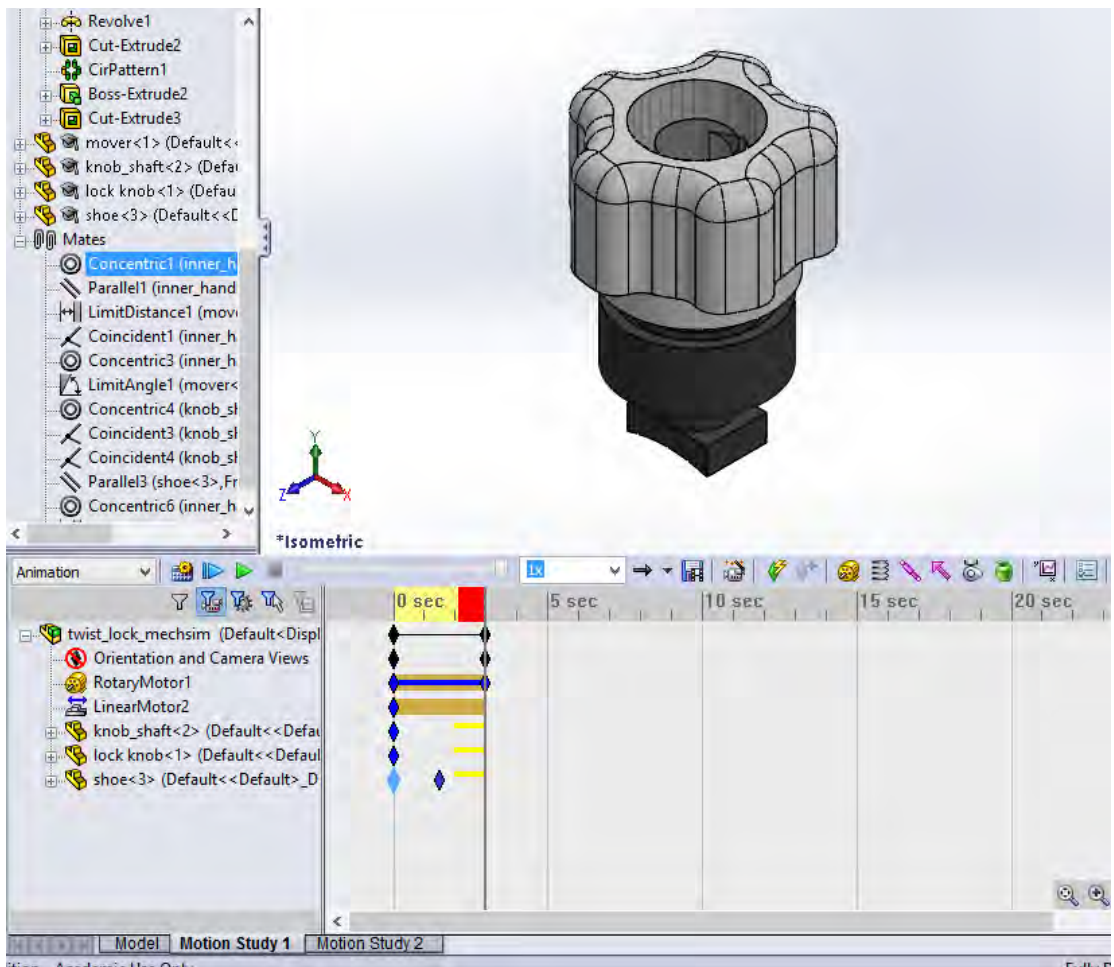 Revolve1
Cut-Extrude2
CirPattern1
Boss-Extrude2
Cut-Extrude3
mover<1> (Default<<
knob_shaft<2> (Defau
lock knob<1> (Defau
shoe<3> (Default<<D
Mates
Concentric1 (inner_h
Parallel1 (inner_hand
LimitDistance1 (mov
Coincident1 (inner_h
Concentric3 (inner_h
LimitAngle1 (mover<
Concentric4 (knob_sh
Coincident3 (knob_sh
Coincident4 (knob_sh
Parallel3 (shoe<3>,Fr
Concentric6 (inner_h
Y
Z X
*Isometric
Animation 1x
0 sec 5 sec 10 sec 15 sec 20 sec
twist_lock_mechsim (Default<Displ
Orientation and Camera Views
RotaryMotor1
LinearMotor2
knob_shaft<2> (Default<<Defau
lock knob<1> (Default<<Defaul
shoe<3> (Default<<Default>_D
Model Motion Study 1 Motion Study 2